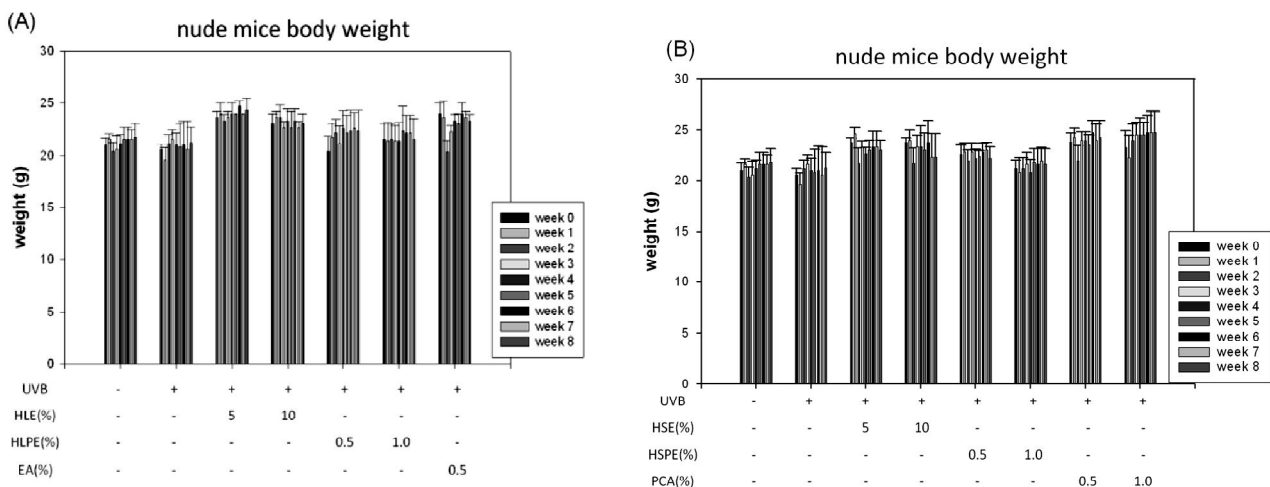 (A)
nude mice body weight
30
25
20
15
10
5
0
weight (g)
week 0
week 1
week 2
week 3
week 4
week 5
week 6
week 7
week 8
UVB - + + + + + +
HLE(%) - - 5 10 - - -
HLPE(%) - - - - 0.5 1.0 -
EA(%) - - - - - - 0.5
(B)
nude mice body weight
30
25
20
15
10
5
0
weight (g)
week 0
week 1
week 2
week 3
week 4
week 5
week 6
week 7
week 8
UVB - + + + + + + +
HSE(%) - - 5 10 - - - -
HSPE(%) - - - - 0.5 1.0 - -
PCA(%) - - - - - - 0.5 1.0